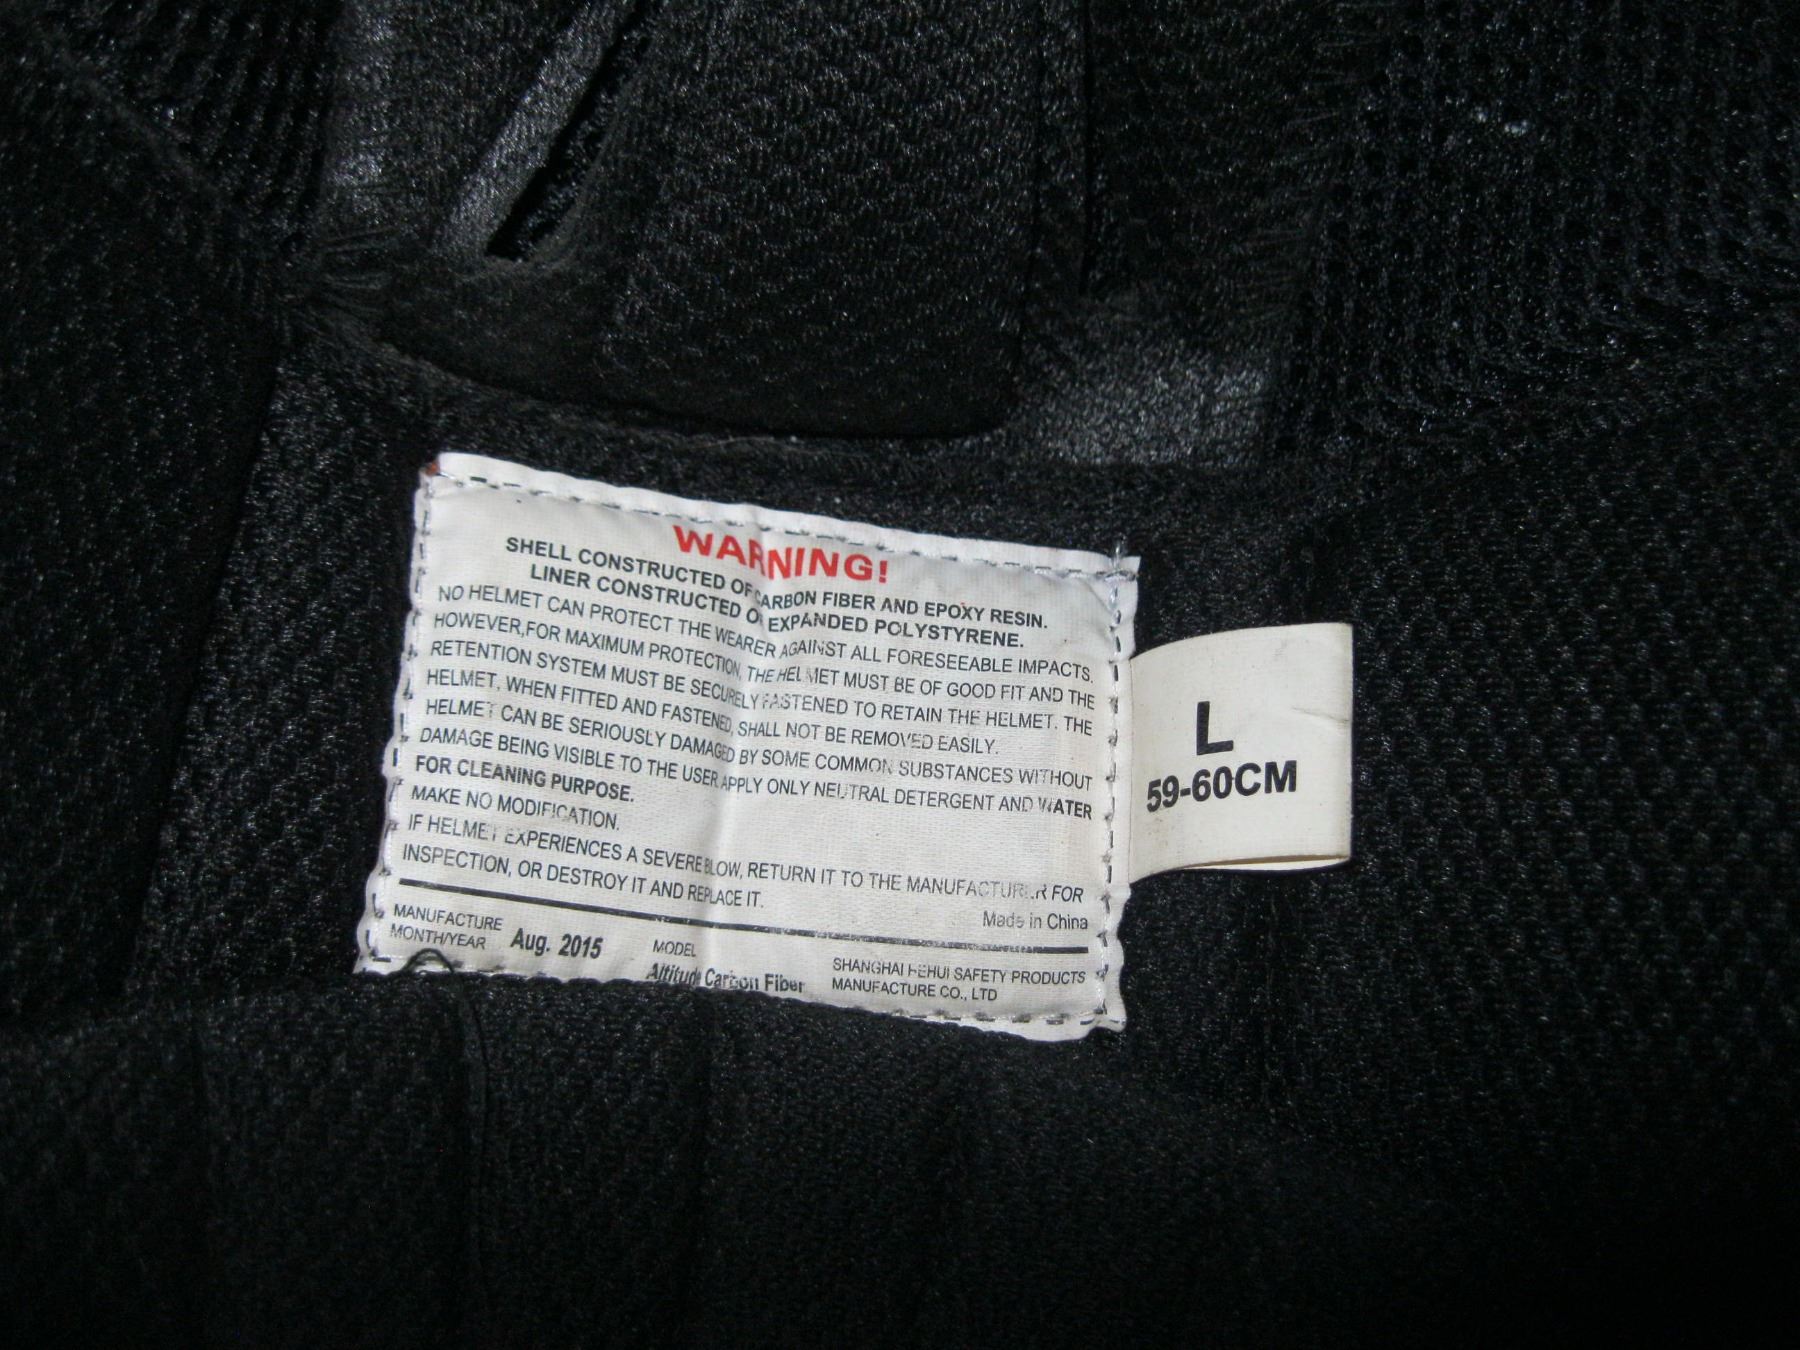 WARNING!
SHELL CONSTRUCTED OF CARBON FIBER AND EPOXY RESIN.
LINER CONSTRUCTED OF EXPANDED POLYSTYRENE.
NO HELMET CAN PROTECT THE WEARER AGAINST ALL FORESEEABLE IMPACTS.
HOWEVER,FOR MAXIMUM PROTECTION, THE HELMET MUST BE OF GOOD FIT AND THE
RETENTION SYSTEM MUST BE SECURELY FASTENED TO RETAIN THE HELMET. THE
HELMET, WHEN FITTED AND FASTENED, SHALL NOT BE REMOVED EASILY.
HELMET CAN BE SERIOUSLY DAMAGED BY SOME COMMON SUBSTANCES WITHOUT
DAMAGE BEING VISIBLE TO THE USER APPLY ONLY NEUTRAL DETERGENT AND WATER
FOR CLEANING PURPOSE.
MAKE NO MODIFICATION.
IF HELMET EXPERIENCES A SEVERE BLOW, RETURN IT TO THE MANUFACTURER FOR
INSPECTION, OR DESTROY IT AND REPLACE IT.
Made in China
MANUFACTURE
MONTH/YEAR
Aug. 2015
MODEL
Altitude Carbon Fiber
SHANGHAI HEHUI SAFETY PRODUCTS
MANUFACTURE CO., LTD
L
59-60CM